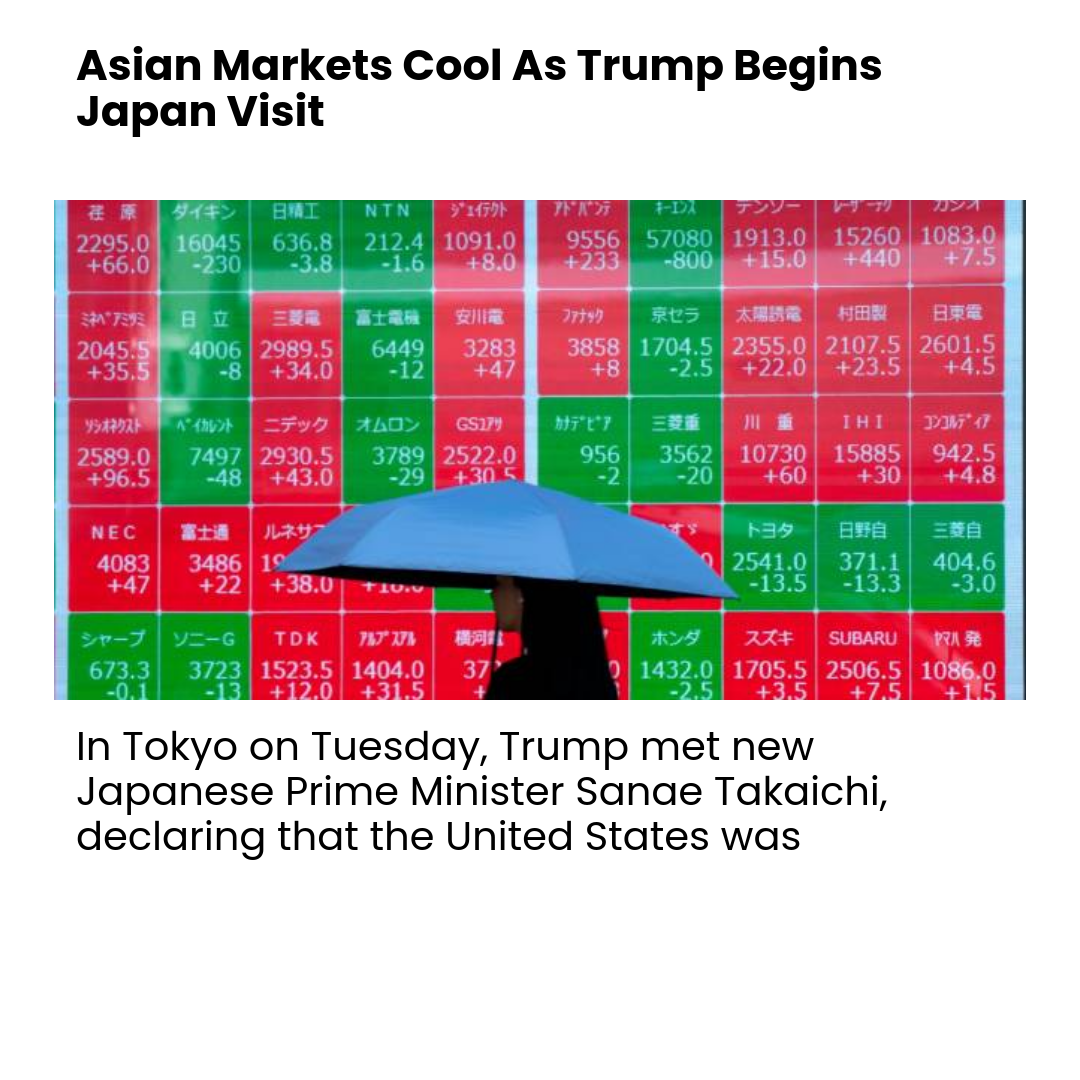 Asian Markets Cool As Trump Begins
Japan Visit
荏 原 ダイキン 日精工 NTN ｼﾞｪｲﾃｸﾄ ｱﾄﾞﾊﾞﾝﾃ ｷｰｴﾝｽ デンソー ﾚｰｻﾞｰﾃｸ カシオ
2295.0 16045 636.8 212.4 1091.0 9556 57080 1913.0 15260 1083.0
+66.0 -230 -3.8 -1.6 +8.0 +233 -800 +15.0 +440 +7.5
ﾐﾈﾍﾞｱﾐﾂﾐ 日 立 三菱電 富士電機 安川電 ﾌｧﾅｯｸ 京セラ 太陽誘電 村田製 日東電
2045.5 4006 2989.5 6449 3283 3858 1704.5 2355.0 2107.5 2601.5
+35.5 -8 +34.0 -12 +47 +8 -2.5 +22.0 +23.5 +4.5
ｿｼｵﾈｸｽﾄ ﾍﾞｲｶﾚﾝﾄ ニデック オムロン GSﾕｱｻ ｶﾅﾃﾞﾋﾞｱ 三菱重 川 重 IHI ｺﾝｺﾙﾃﾞｨｱ
2589.0 7497 2930.5 3789 2522.0 956 3562 10730 15885 942.5
+96.5 -48 +43.0 -29 +30.5 -2 -20 +60 +30 +4.8
NEC 富士通 ルネサ トヨタ 日野自 三菱自
4083 3486 2541.0 371.1 404.6
+47 +22 +38.0 -13.5 -13.3 -3.0
シャープ ソニーG TDK ｱﾙﾌﾟｽｱﾙ 横河電 ホンダ スズキ SUBARU ﾔﾏﾊ発
673.3 3723 1523.5 1404.0 1432.0 1705.5 2506.5 1086.0
-0.1 -13 +12.0 +31.5 -2.5 +3.5 +7.5 +1.5
In Tokyo on Tuesday, Trump met new
Japanese Prime Minister Sanae Takaichi,
declaring that the United States was